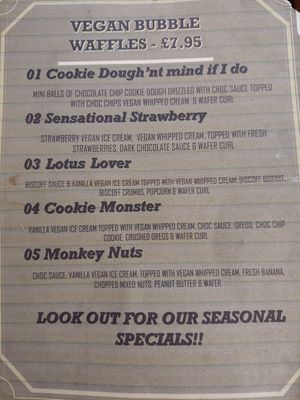 VEGAN BUBBLE
WAFFLES - £7.95
01 Cookie Dough'nt mind if I do
MINI BALLS OF CHOCOLATE CHIP COOKIE DOUGH DRIZZLED WITH CHOC SAUCE TOPPED
WITH CHOC CHIPS VEGAN WHIPPED CREAM & WAFER CURL
02 Sensational Strawberry
STRAWBERRY VEGAN ICE CREAM, VEGAN WHIPPED CREAM, TOPPED WITH FRESH
STRAWBERRIES, DARK CHOCOLATE SAUCE & WAFER CURL
03 Lotus Lover
BISCOFF SAUCE & VANILLA VEGAN ICE CREAM TOPPED WITH VEGAN WHIPPED CREAM, BISCOFF BISCUIT,
BISCOFF CRUMBS, POPCORN & WAFER CURL
04 Cookie Monster
VANILLA VEGAN ICE CREAM TOPPED WITH VEGAN WHIPPED CREAM, CHOC SAUCE, OREOS, CHOC CHIP
COOKIE, CRUSHED OREOS & WAFER CURL
05 Monkey Nuts
CHOC SAUCE, VANILLA VEGAN ICE CREAM, TOPPED WITH VEGAN WHIPPED CREAM, FRESH BANANA,
CHOPPED MIXED NUTS, PEANUT BUTTER & WAFER
LOOK OUT FOR OUR SEASONAL
SPECIALS!!